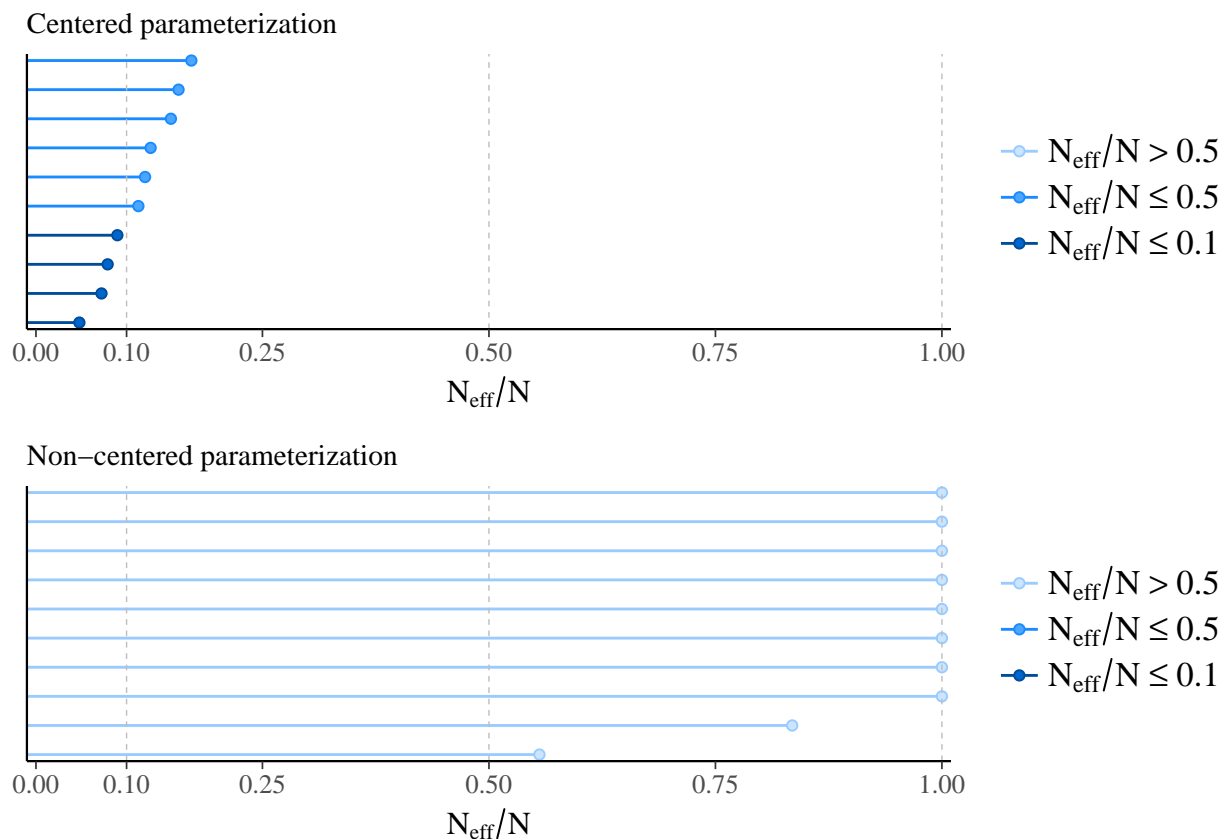 Centered parameterization
N_eff/N > 0.5
N_eff/N ≤ 0.5
N_eff/N ≤ 0.1
0.00 0.10 0.25 0.50 0.75 1.00
N_eff/N
Non−centered parameterization
N_eff/N > 0.5
N_eff/N ≤ 0.5
N_eff/N ≤ 0.1
0.00 0.10 0.25 0.50 0.75 1.00
N_eff/N